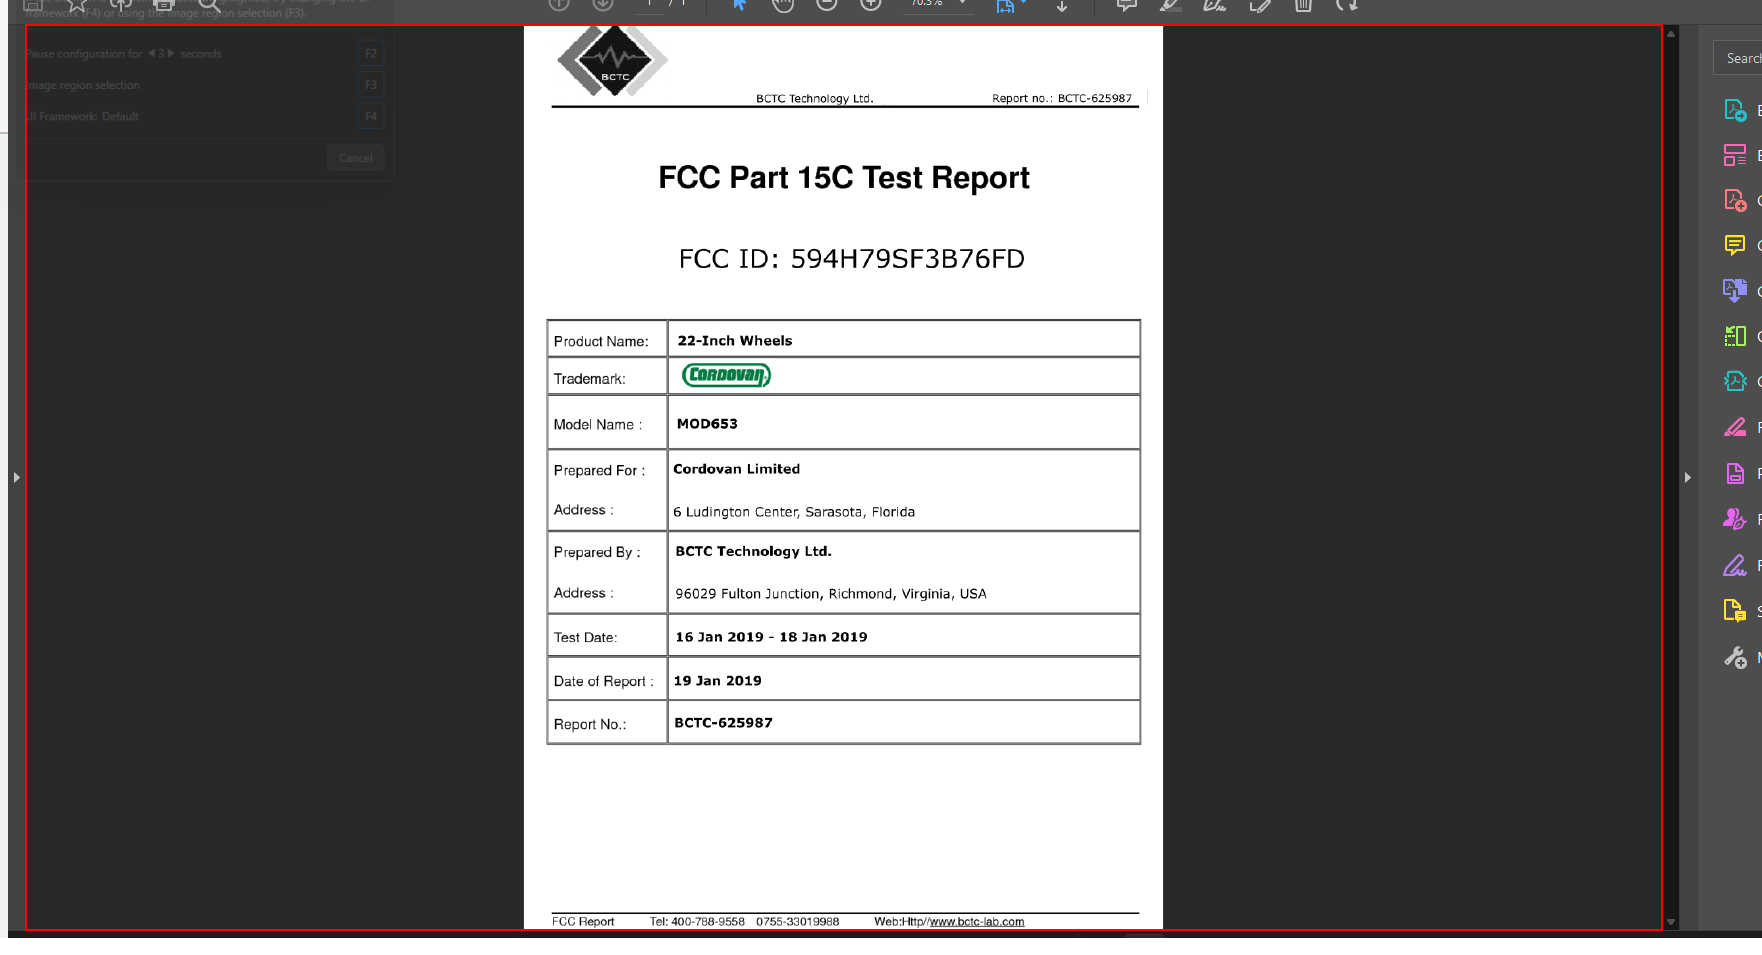 framework (F4) or using the image region selection (F3).
1 / 1
70.3%
Pause configuration for 3 seconds F2
Image region selection F3
UI Framework: Default F4
Cancel
Search
BCTC
BCTC Technology Ltd. Report no.: BCTC-625987
FCC Part 15C Test Report
FCC ID: 594H79SF3B76FD
Product Name: 22-Inch Wheels
Trademark: CORDOVAN
Model Name : MOD653
Prepared For : Cordovan Limited
Address : 6 Ludington Center, Sarasota, Florida
Prepared By : BCTC Technology Ltd.
Address : 96029 Fulton Junction, Richmond, Virginia, USA
Test Date: 16 Jan 2019 - 18 Jan 2019
Date of Report : 19 Jan 2019
Report No.: BCTC-625987
FCC Report Tel: 400-788-9558 0755-33019988 Web:Http//www.bctc-lab.com